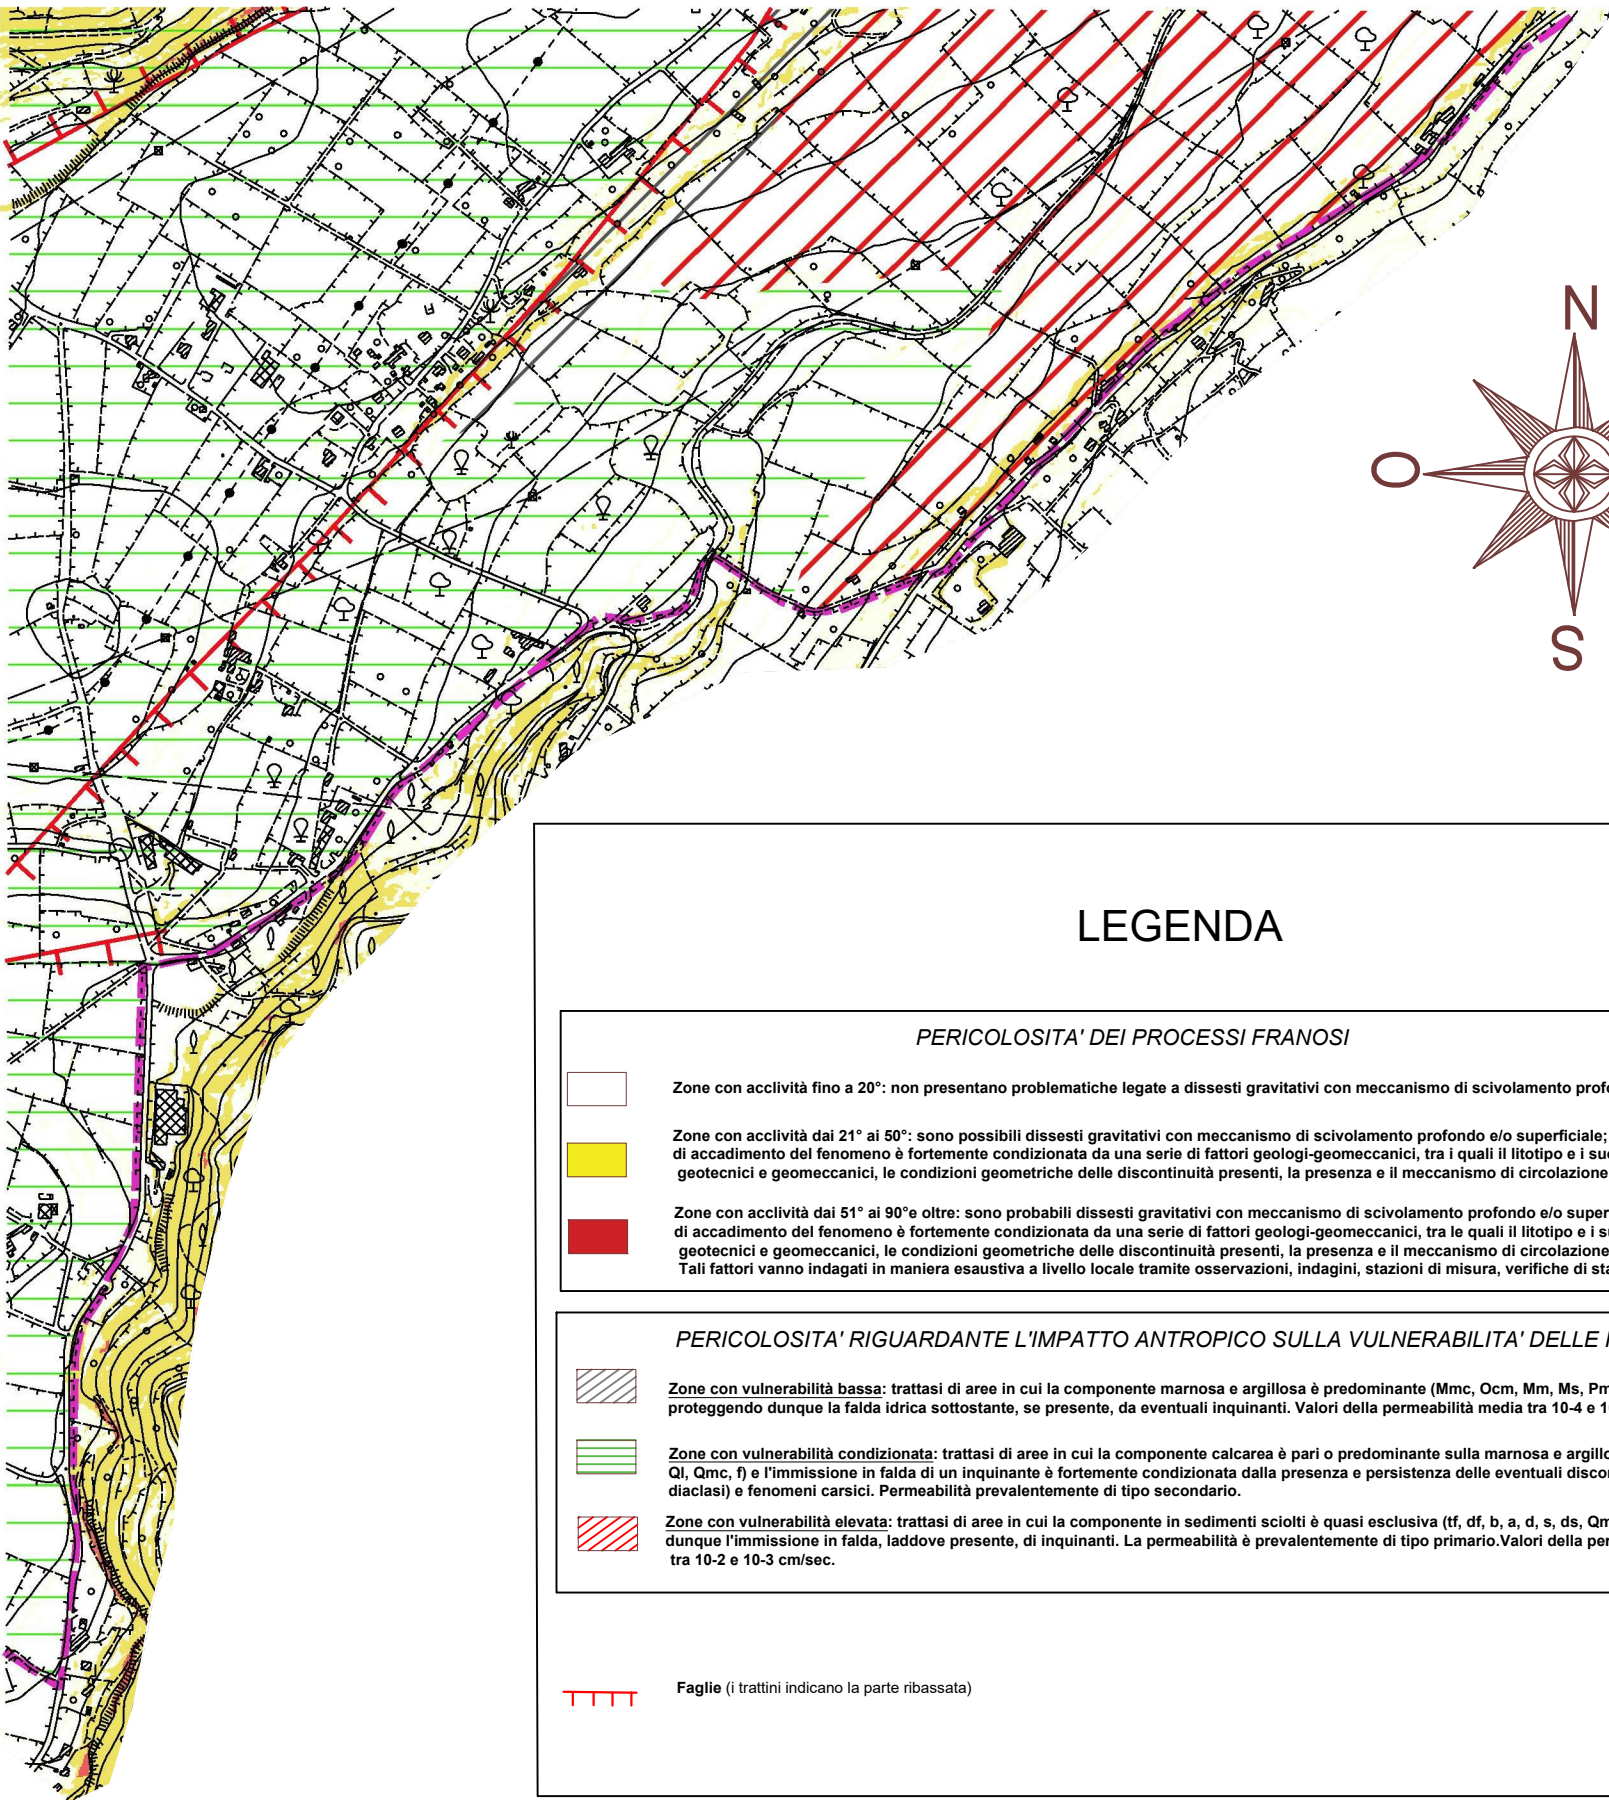 N
O
S
LEGENDA
PERICOLOSITA' DEI PROCESSI FRANOSI
Zone con acclività fino a 20°: non presentano problematiche legate a dissesti gravitativi con meccanismo di scivolamento
Zone con acclività dai 21° ai 50°: sono possibili dissesti gravitativi con meccanismo di scivolamento profondo e/o superficiale;
di accadimento del fenomeno è fortemente condizionata da una serie di fattori geologi-geomeccanici, tra i quali il litotipo e i
geotecnici e geomeccanici, le condizioni geometriche delle discontinuità presenti, la presenza e il meccanismo di circolazione
Zone con acclività dai 51° ai 90°e oltre: sono probabili dissesti gravitativi con meccanismo di scivolamento profondo e/o
di accadimento del fenomeno è fortemente condizionata da una serie di fattori geologi-geomeccanici, tra le quali il litotipo e i
geotecnici e geomeccanici, le condizioni geometriche delle discontinuità presenti, la presenza e il meccanismo di circolazione
Tali fattori vanno indagati in maniera esaustiva a livello locale tramite osservazioni, indagini, stazioni di misura, verifiche di
PERICOLOSITA' RIGUARDANTE L'IMPATTO ANTROPICO SULLA VULNERABILITA' DELLE
Zone con vulnerabilità bassa: trattasi di aree in cui la componente marnosa e argillosa è predominante (Mmc, Ocm, Mm, Ms,
proteggendo dunque la falda idrica sottostante, se presente, da eventuali inquinanti. Valori della permeabilità media tra 10-4 e
Zone con vulnerabilità condizionata: trattasi di aree in cui la componente calcarea è pari o predominante sulla marnosa e
Ql, Qmc, f) e l'immissione in falda di un inquinante è fortemente condizionata dalla presenza e persistenza delle eventuali
diaclasi) e fenomeni carsici. Permeabilità prevalentemente di tipo secondario.
Zone con vulnerabilità elevata: trattasi di aree in cui la componente in sedimenti sciolti è quasi esclusiva (tf, df, b, a, d, s, ds,
dunque l'immissione in falda, laddove presente, di inquinanti. La permeabilità è prevalentemente di tipo primario.Valori della
tra 10-2 e 10-3 cm/sec.
Faglie (i trattini indicano la parte ribassata)